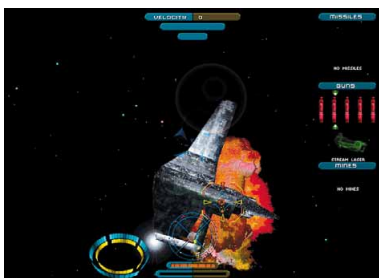 VELOCITY 0
MISSILES
NO MISSILES
GUNS
STREAM LASER
MINES
NO MINES